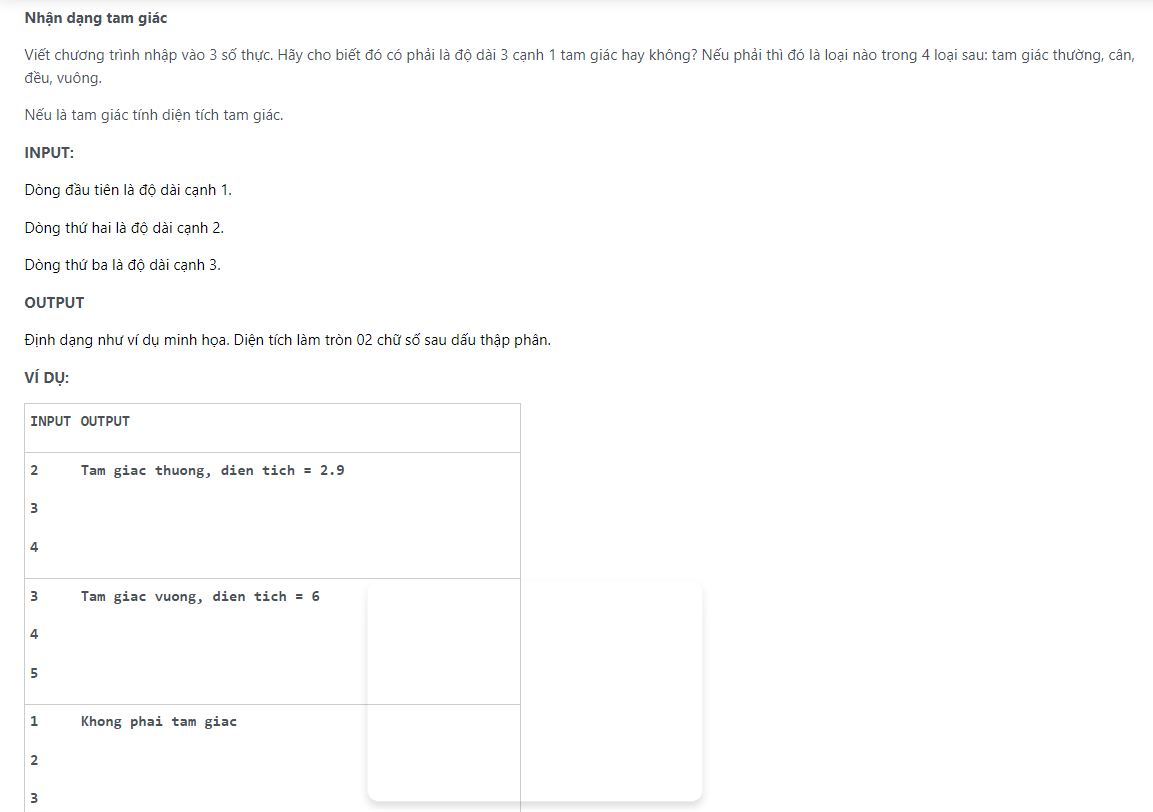 Nhận dạng tam giác
Viết chương trình nhập vào 3 số thực. Hãy cho biết đó có phải là độ dài 3 cạnh 1 tam giác hay không? Nếu phải thì đó là loại nào trong 4 loại sau: tam giác thường, cân,
đều, vuông.
Nếu là tam giác tính diện tích tam giác.
INPUT:
Dòng đầu tiên là độ dài cạnh 1.
Dòng thứ hai là độ dài cạnh 2.
Dòng thứ ba là độ dài cạnh 3.
OUTPUT
Định dạng như ví dụ minh họa. Diện tích làm tròn 02 chữ số sau dấu thập phân.
VÍ DỤ:
INPUT OUTPUT
2 Tam giac thuong, dien tich = 2.9
3
4
3 Tam giac vuong, dien tich = 6
4
5
1 Khong phai tam giac
2
3